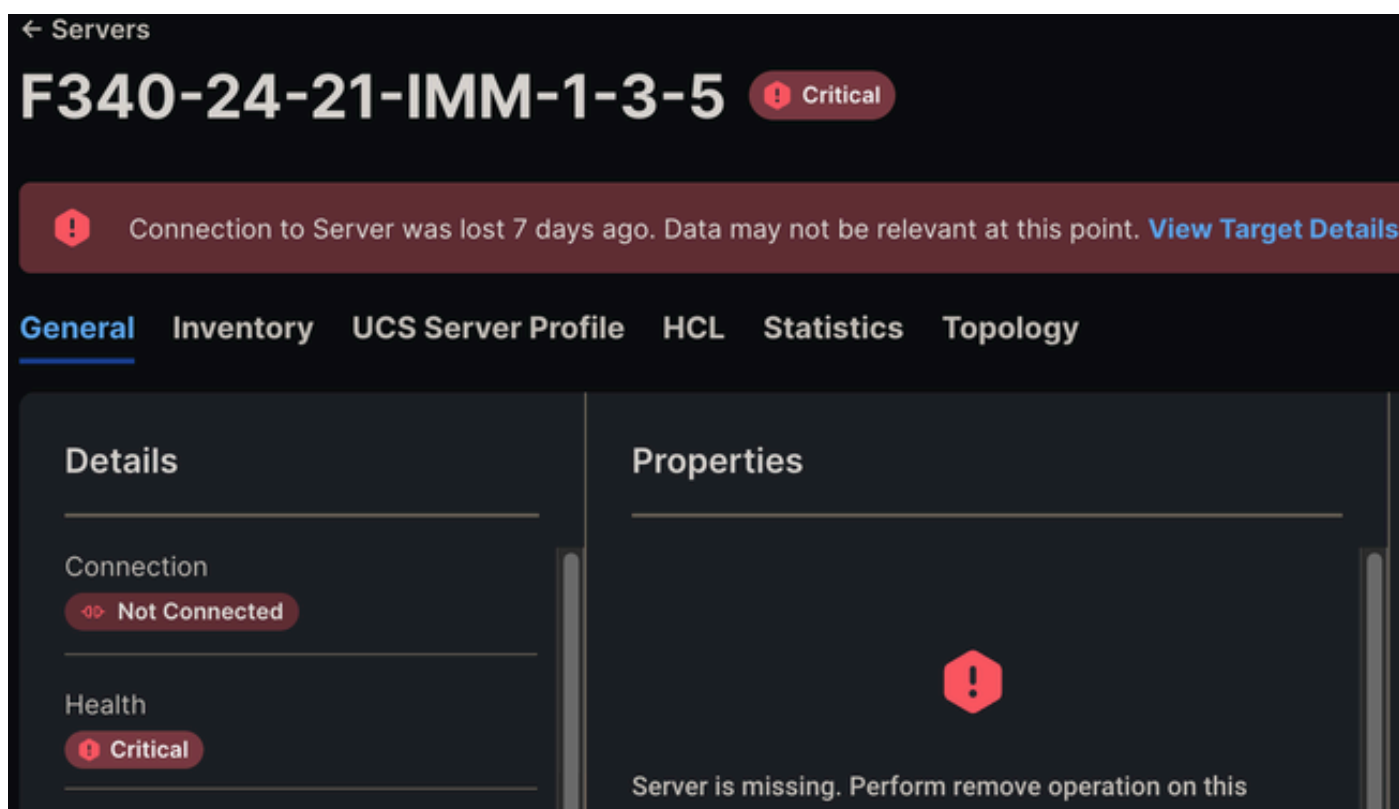 ← Servers
F340-24-21-IMM-1-3-5 Critical
Connection to Server was lost 7 days ago. Data may not be relevant at this point. View Target Details
General Inventory UCS Server Profile HCL Statistics Topology
Details
Connection
Not Connected
Health
Critical
Properties
Server is missing. Perform remove operation on this